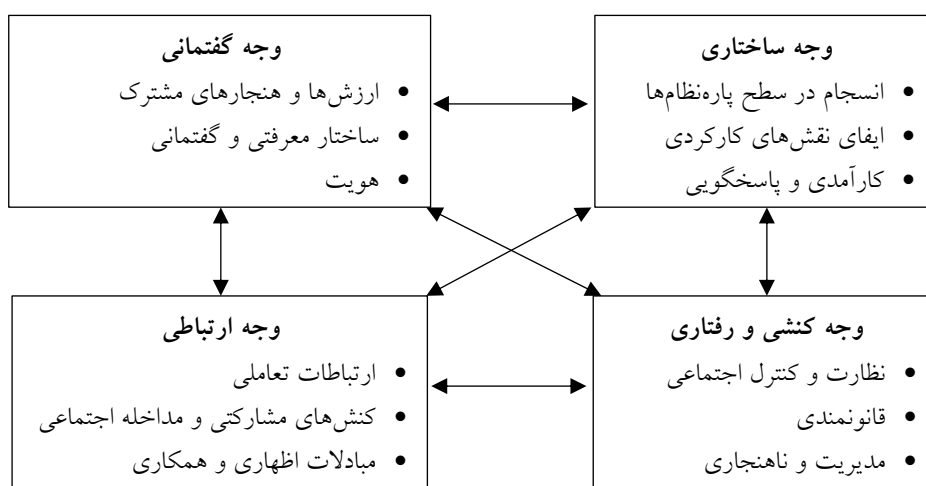 وجه ساختاری
• انسجام در سطح پاره‌نظام‌ها
• ایفای نقش‌های کارکردی
• کارآمدی و پاسخگویی
وجه گفتمانی
• ارزش‌ها و هنجارهای مشترک
• ساختار معرفتی و گفتمانی
• هویت
وجه کنشی و رفتاری
• نظارت و کنترل اجتماعی
• قانونمندی
• مدیریت و ناهنجاری
وجه ارتباطی
• ارتباطات تعاملی
• کنش‌های مشارکتی و مداخله اجتماعی
• مبادلات اظهاری و همکاری